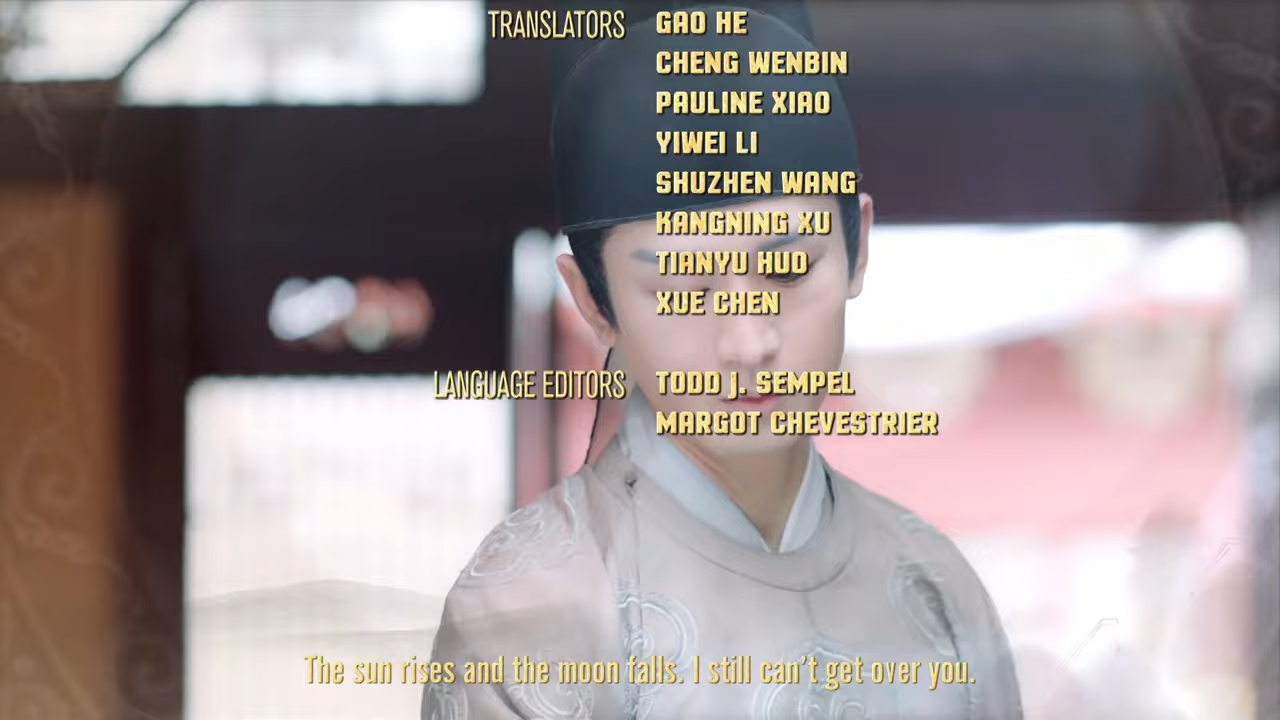 TRANSLATORS GAO HE
CHENG WENBIN
PAULINE XIAO
YIWEI LI
SHUZHEN WANG
KANGNING XU
TIANYU HUO
XUE CHEN
LANGUAGE EDITORS TODD J. SEMPEL
MARGOT CHEVESTRIER
The sun rises and the moon falls. I still can't get over you.